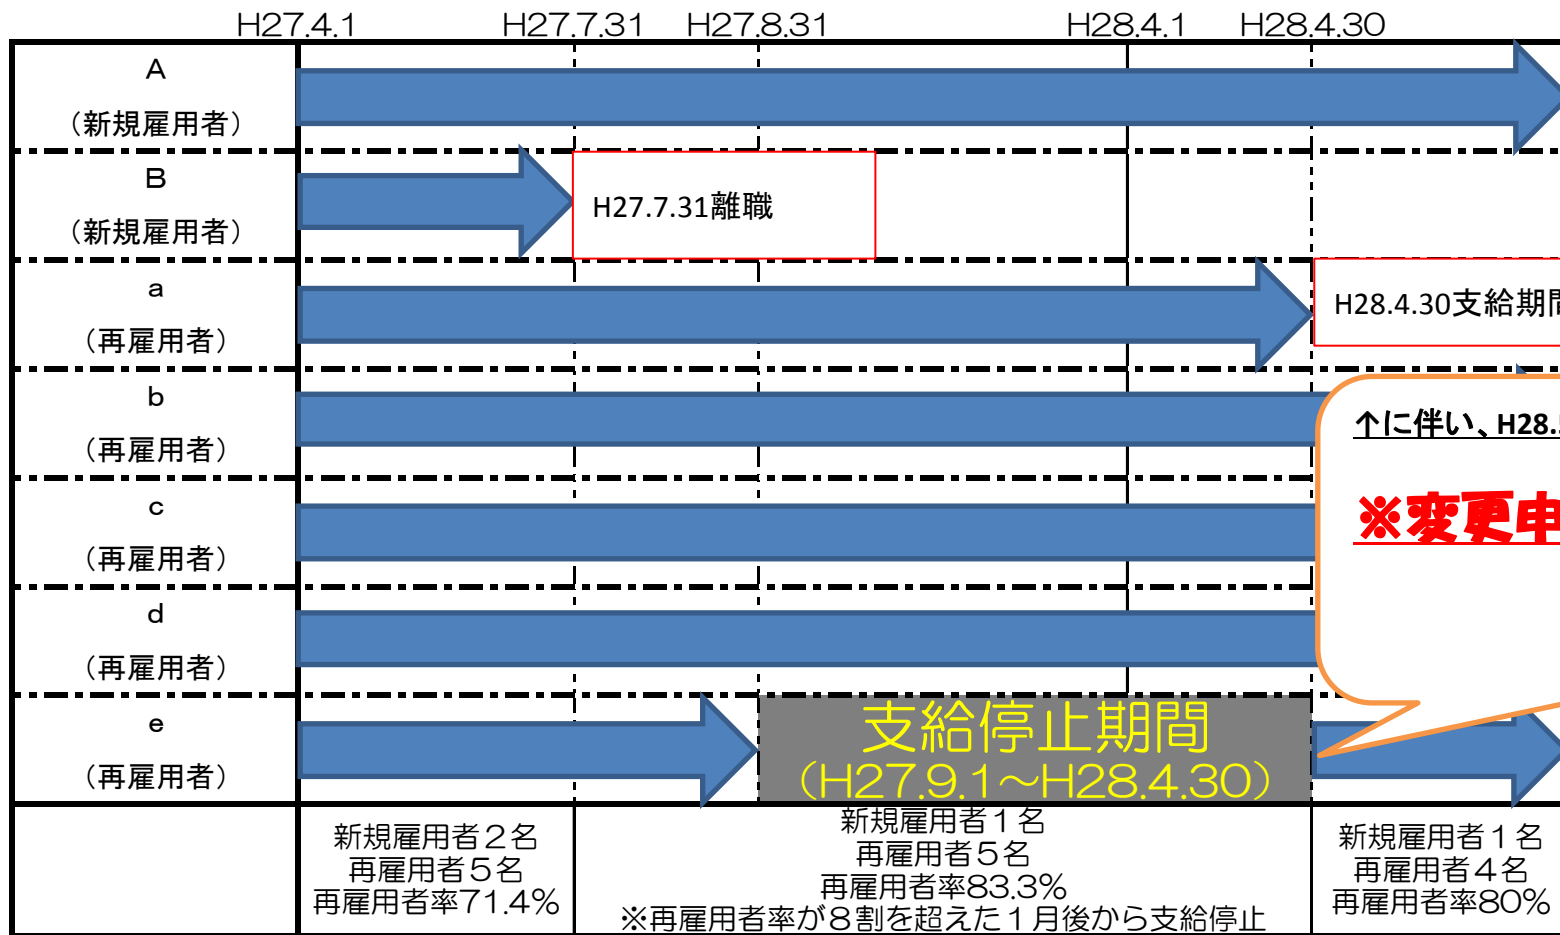 H27.4.1 H27.7.31 H27.8.31 H28.4.1 H28.4.30
A
（新規雇用者）
B
（新規雇用者）
H27.7.31離職
a
（再雇用者）
H28.4.30支給期間
b
（再雇用者）
↑に伴い、H28.
※変更申
c
（再雇用者）
d
（再雇用者）
e
（再雇用者）
支給停止期間
（H27.9.1～H28.4.30）
新規雇用者２名
再雇用者５名
再雇用者率71.4%
新規雇用者１名
再雇用者５名
再雇用者率83.3%
※再雇用者率が８割を超えた１月後から支給停止
新規雇用者１名
再雇用者４名
再雇用者率80%